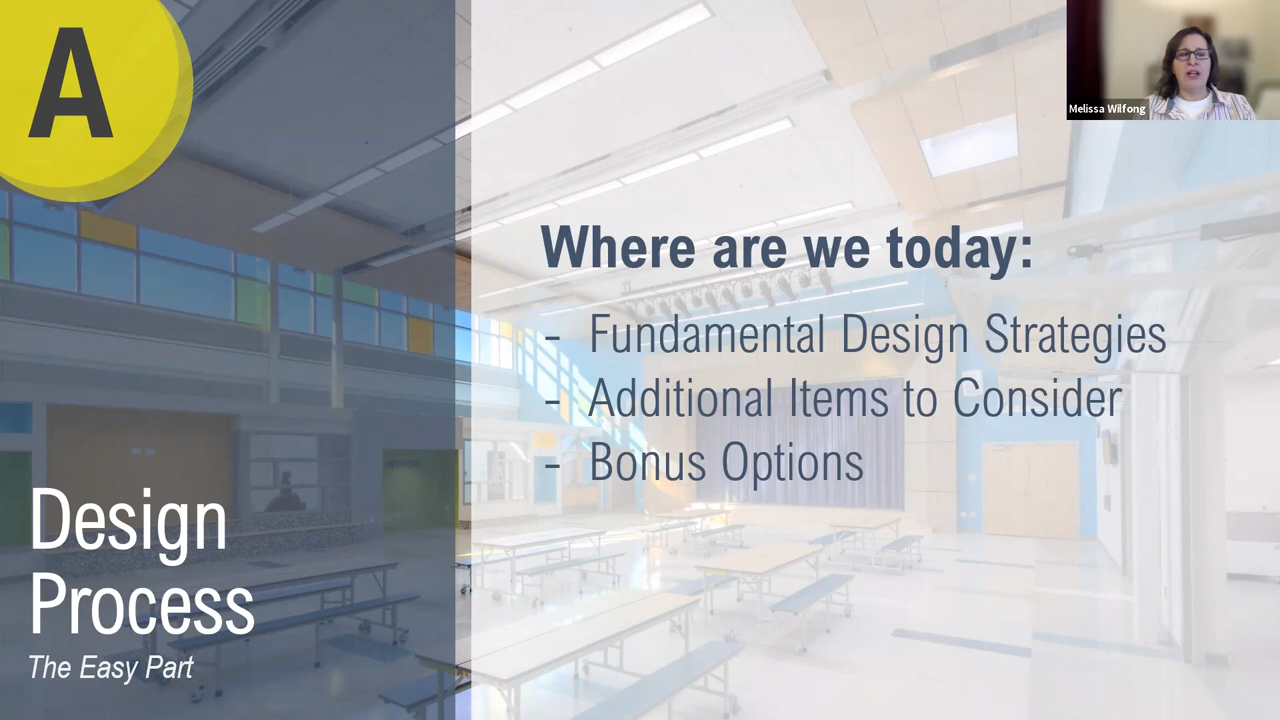 A
Melissa Wilfong
Where are we today:
- Fundamental Design Strategies
- Additional Items to Consider
- Bonus Options
Design
Process
The Easy Part